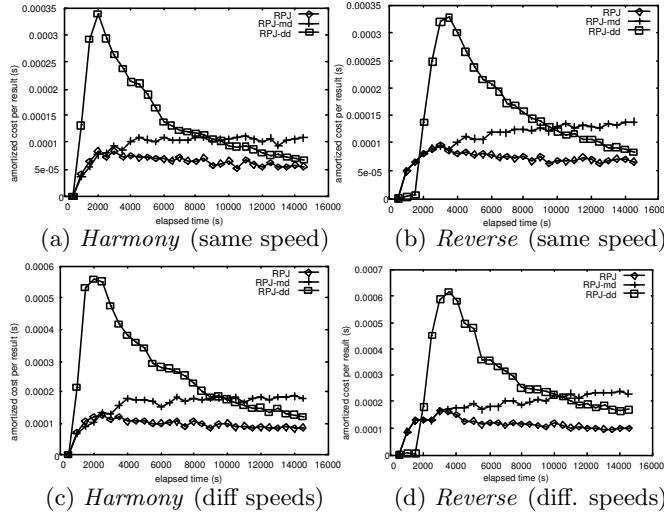 0.00035
0.0003
0.00025
0.0002
0.00015
0.0001
5e-05
0
amortized cost per result (s)
RPJ
RPJ-md
RPJ-dd
0 2000 4000 6000 8000 10000 12000 14000 16000
elapsed time (s)
(a) Harmony (same speed)
0.00035
0.0003
0.00025
0.0002
0.00015
0.0001
5e-05
0
amortized cost per result (s)
RPJ
RPJ-md
RPJ-dd
0 2000 4000 6000 8000 10000 12000 14000 16000
elapsed time (s)
(b) Reverse (same speed)
0.0006
0.0005
0.0004
0.0003
0.0002
0.0001
0
amortized cost per result (s)
RPJ
RPJ-md
RPJ-dd
0 2000 4000 6000 8000 10000 12000 14000 16000
elapsed time (s)
(c) Harmony (diff speeds)
0.0007
0.0006
0.0005
0.0004
0.0003
0.0002
0.0001
0
amortized cost per result (s)
RPJ
RPJ-md
RPJ-dd
0 2000 4000 6000 8000 10000 12000 14000 16000
elapsed time (s)
(d) Reverse (diff. speeds)